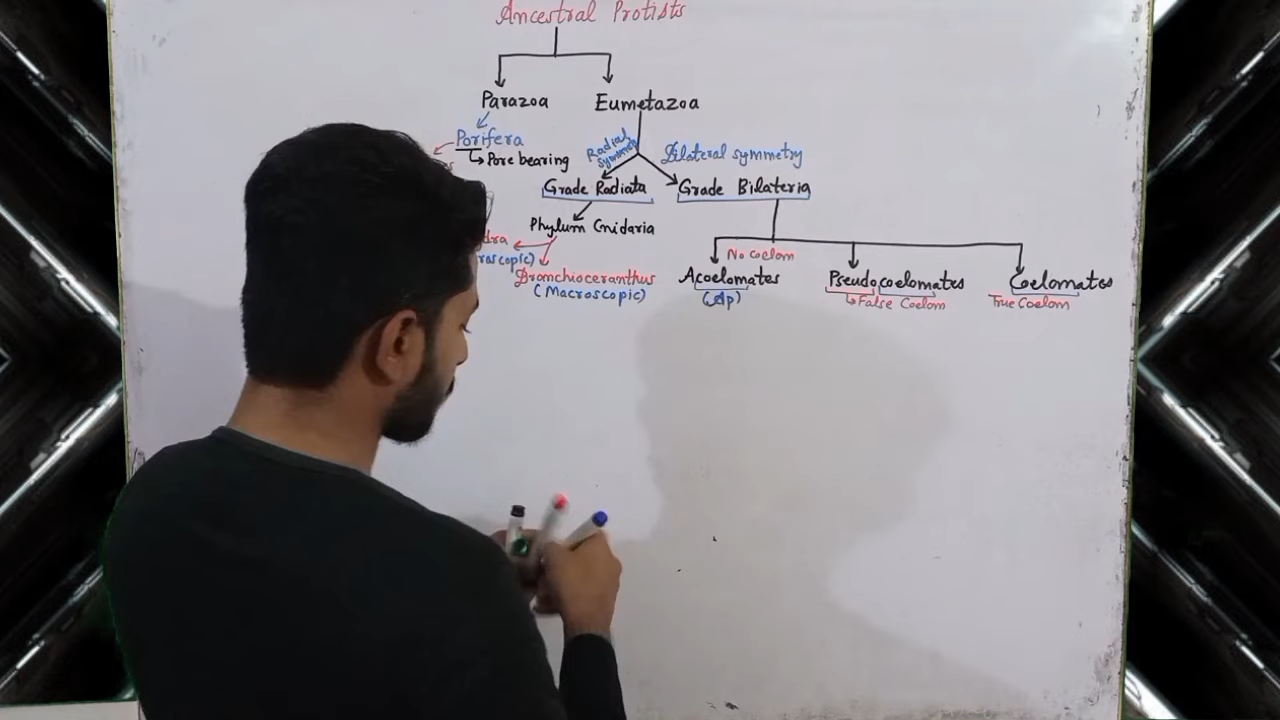 Ancestral Protists
Parazoa Eumetazoa
Porifera
Pore bearing
Radial
symmetry
Bilateral symmetry
Grade Radiata Grade Bilateria
Phylum Cnidaria
No coelom
Acoelomates Pseudocoelomates Coelomates
(Ap) False Coelom True Coelom
Bronchioceranthus
(Macroscopic)